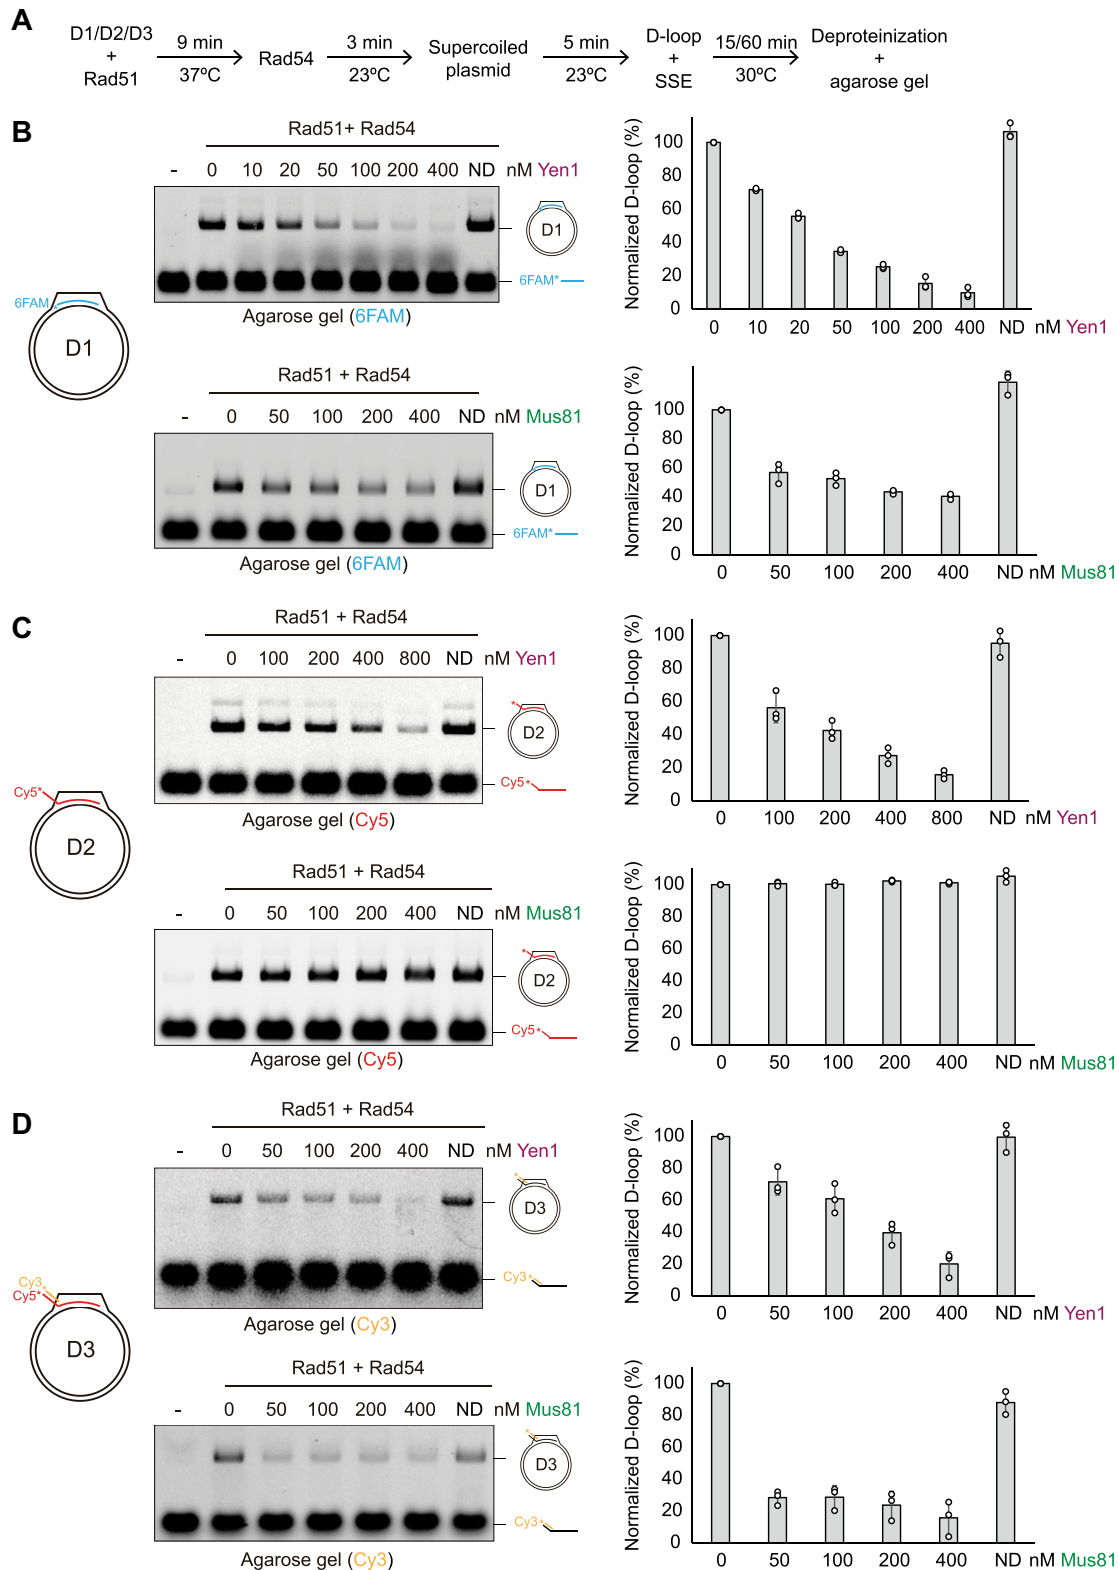 A
D1/D2/D3 + Rad51
9 min
37ºC
Rad54
3 min
23ºC
Supercoiled plasmid
5 min
23ºC
D-loop + SSE
15/60 min
30ºC
Deproteinization + agarose gel
B
Rad51+ Rad54
- 0 10 20 50 100 200 400 ND nM Yen1
D1
6FAM*
Agarose gel (6FAM)
Normalized D-loop (%)
100
80
60
40
20
0
0 10 20 50 100 200 400 ND nM Yen1
6FAM
D1
Rad51 + Rad54
- 0 50 100 200 400 ND nM Mus81
D1
6FAM*
Agarose gel (6FAM)
Normalized D-loop (%)
100
80
60
40
20
0
0 50 100 200 400 ND nM Mus81
C
Rad51 + Rad54
- 0 100 200 400 800 ND nM Yen1
*
D2
Cy5*
Agarose gel (Cy5)
Normalized D-loop (%)
100
80
60
40
20
0
0 100 200 400 800 ND nM Yen1
Cy5*
D2
Rad51 + Rad54
- 0 50 100 200 400 ND nM Mus81
*
D2
Cy5*
Agarose gel (Cy5)
Normalized D-loop (%)
100
80
60
40
20
0
0 50 100 200 400 ND nM Mus81
D
Rad51 + Rad54
- 0 50 100 200 400 ND nM Yen1
*
D3
Cy3*
Agarose gel (Cy3)
Normalized D-loop (%)
100
80
60
40
20
0
0 50 100 200 400 ND nM Yen1
Cy3*
Cy5*
D3
Rad51 + Rad54
- 0 50 100 200 400 ND nM Mus81
*
D3
Cy3*
Agarose gel (Cy3)
Normalized D-loop (%)
100
80
60
40
20
0
0 50 100 200 400 ND nM Mus81